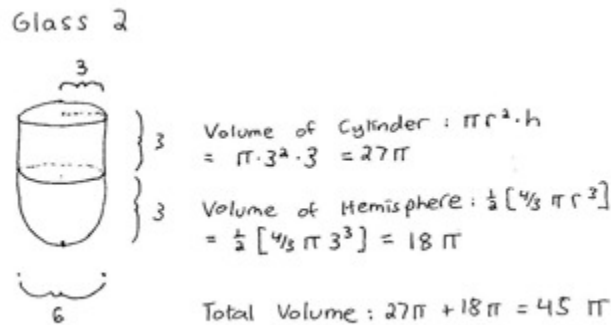 Glass 2
3
3
Volume of Cylinder : πr²·h
= π·3²·3 = 27π
3
Volume of Hemisphere : ½[4/3 πr³]
= ½[4/3 π 3³] = 18π
6
Total Volume : 27π + 18π = 45 π